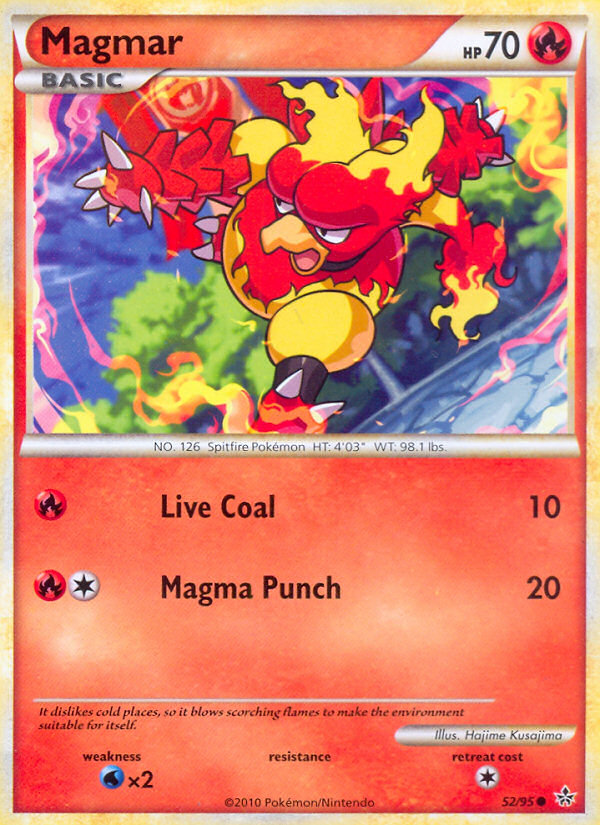 Magmar
HP 70
BASIC
NO. 126 Spitfire Pokémon HT: 4'03" WT: 98.1 lbs.
Live Coal 10
Magma Punch 20
It dislikes cold places, so it blows scorching flames to make the environment
suitable for itself.
Illus. Hajime Kusajima
weakness resistance retreat cost
×2
52/95
©2010 Pokémon/Nintendo